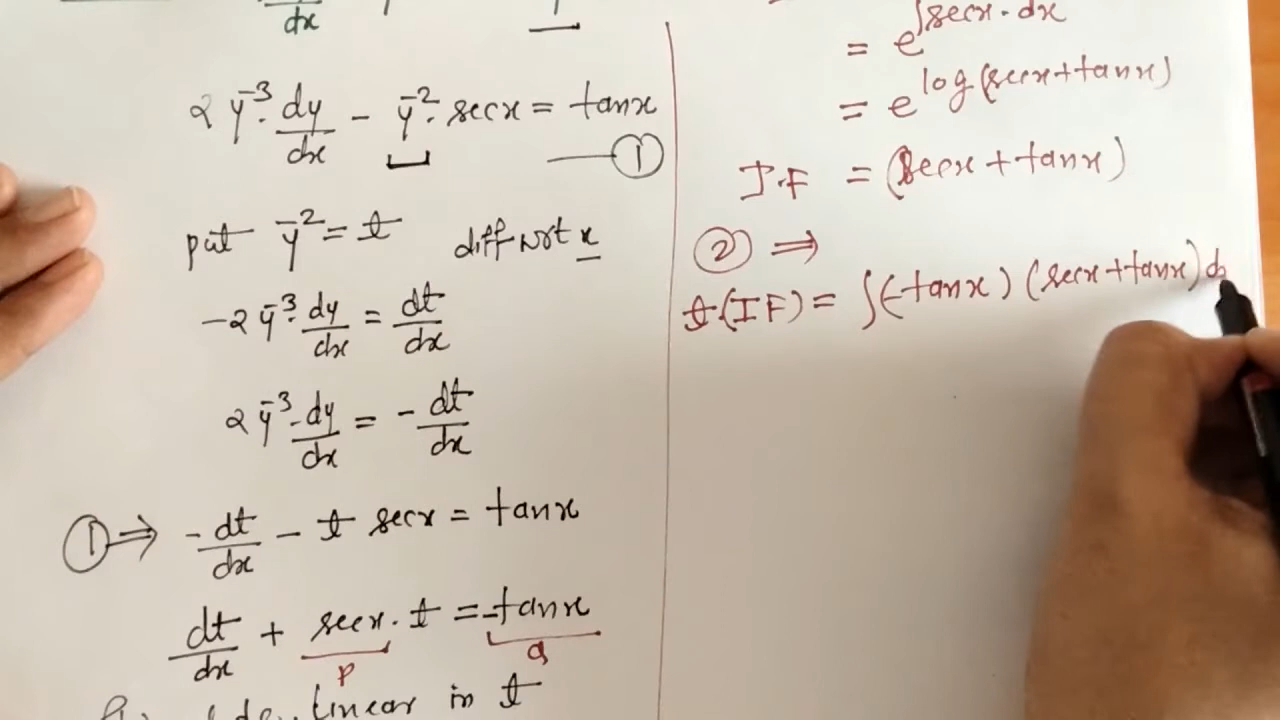 dx
2 y⁻³. dy/dx - y⁻². secx = tanx
①
put y⁻² = t diff wrt x
-2 y⁻³. dy/dx = dt/dx
2 y⁻³ - dy/dx = - dt/dx
① ⇒ - dt/dx - t secx = tanx
dt/dx + secx . t = - tanx
P Q
linear in t
= e^∫secx . dx
= e^log(secx + tanx)
I.F = (secx + tanx)
② ⇒
t.(IF) = ∫(-tanx) (secx + tanx) dx